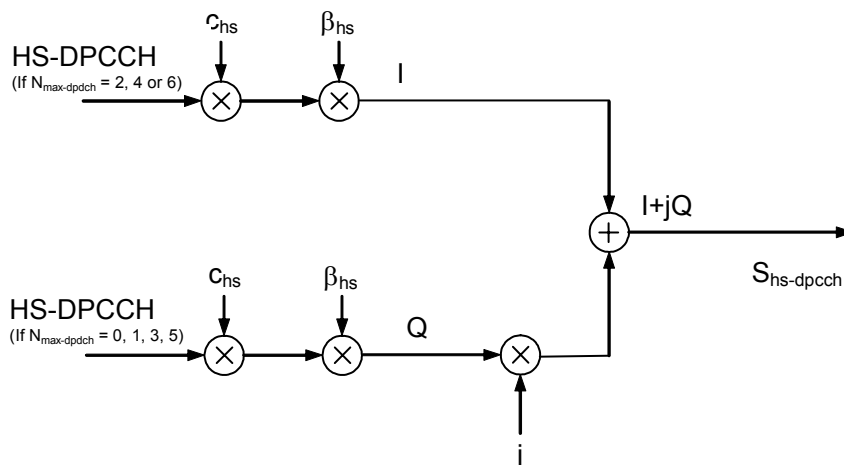 c_hs
β_hs
HS-DPCCH
(If N_max-dpdch = 2, 4 or 6)
I
I+jQ
S_hs-dpcch
c_hs
β_hs
HS-DPCCH
(If N_max-dpdch = 0, 1, 3, 5)
Q
j